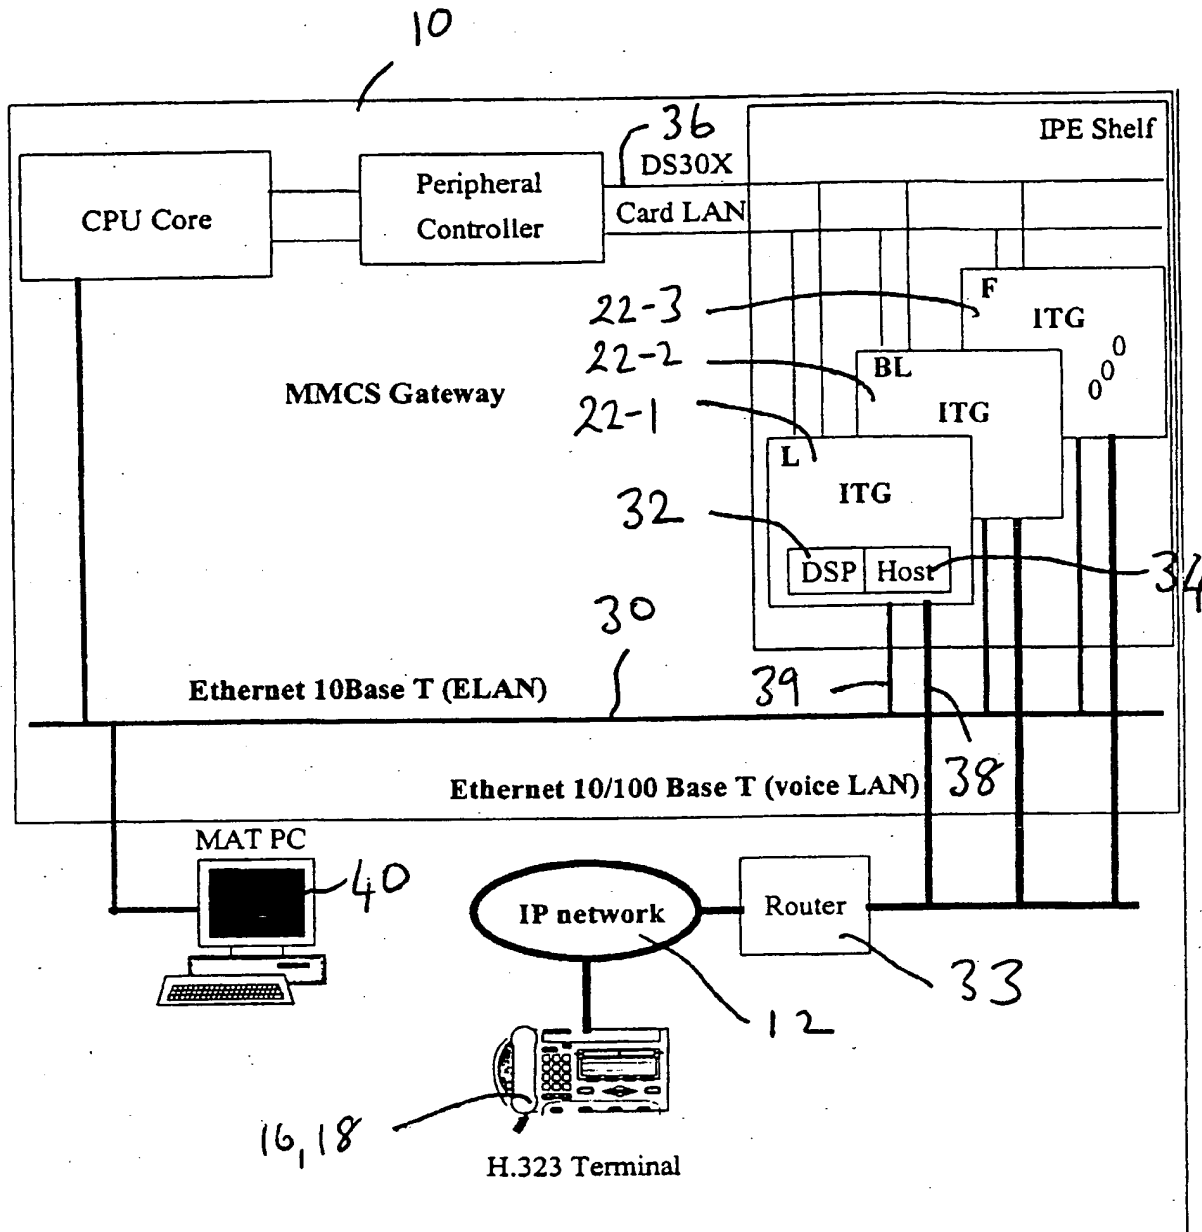 10
36
IPE Shelf
DS30X
CPU Core
Peripheral
Controller
Card LAN
22-3
F
ITG
22-2
BL
ITG
MMCS Gateway
22-1
L
ITG
32
DSP Host
34
30
39
Ethernet 10Base T (ELAN)
38
Ethernet 10/100 Base T (voice LAN)
MAT PC
40
IP network
Router
33
12
16,18
H.323 Terminal